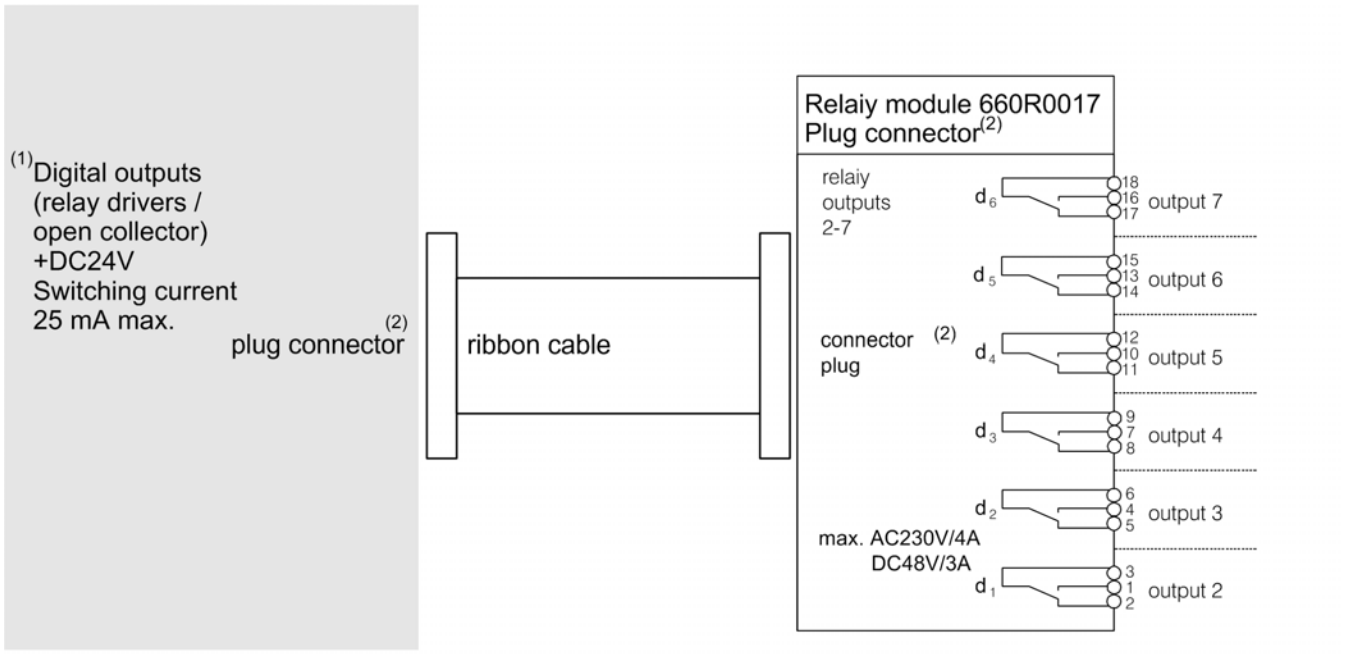 (1)Digital outputs
(relay drivers /
open collector)
+DC24V
Switching current
25 mA max.
plug connector(2)
ribbon cable
Relaiy module 660R0017
Plug connector(2)
relaiy
outputs
2-7
connector (2)
plug
max. AC230V/4A
DC48V/3A
d6
18
16
17
output 7
d5
15
13
14
output 6
d4
12
10
11
output 5
d3
9
7
8
output 4
d2
6
4
5
output 3
d1
3
1
2
output 2